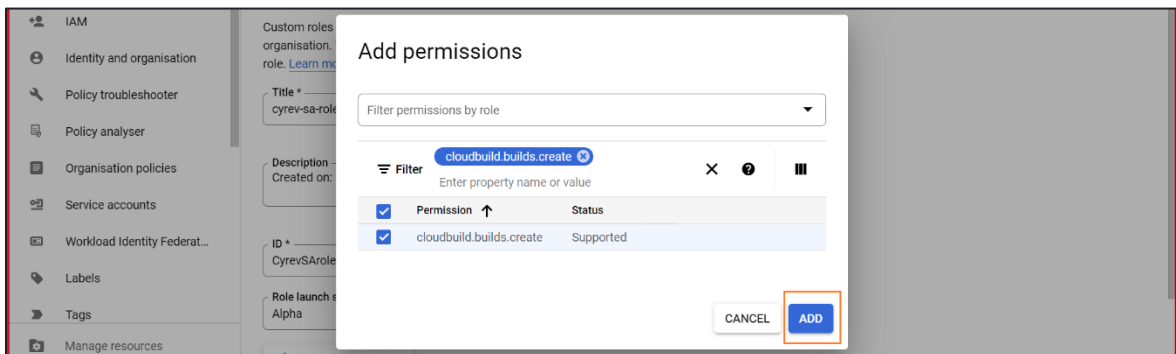 IAM
Identity and organisation
Policy troubleshooter
Policy analyser
Organisation policies
Service accounts
Workload Identity Federat...
Labels
Tags
Manage resources
Custom roles
organisation.
role. Learn mo
Title *
cyrev-sa-role
Description
Created on:
ID *
CyrevSArole
Role launch s
Alpha
Add permissions
Filter permissions by role
Filter
cloudbuild.builds.create
Enter property name or value
Permission Status
cloudbuild.builds.create Supported
CANCEL ADD